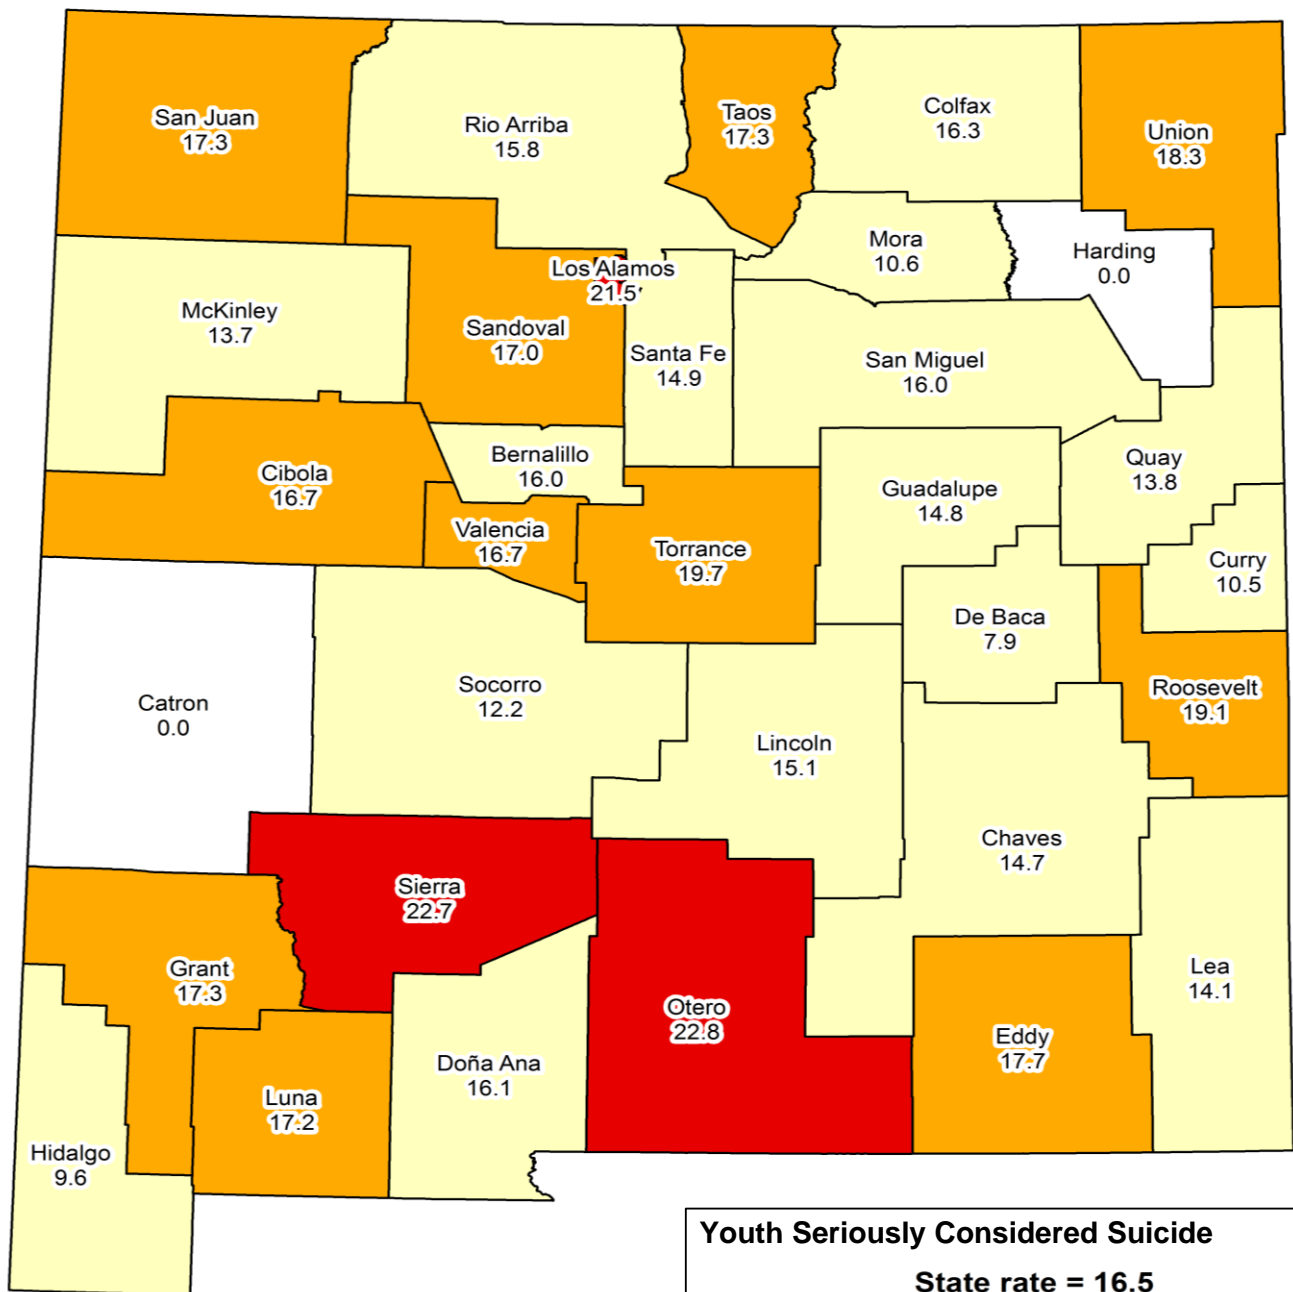 San Juan
17.3
Rio Arriba
15.8
Taos
17.3
Colfax
16.3
Union
18.3
Mora
10.6
Harding
0.0
Los Alamos
21.5
McKinley
13.7
Sandoval
17.0
Santa Fe
14.9
San Miguel
16.0
Bernalillo
16.0
Cibola
16.7
Quay
13.8
Guadalupe
14.8
Valencia
16.7
Torrance
19.7
Curry
10.5
De Baca
7.9
Socorro
12.2
Roosevelt
19.1
Catron
0.0
Lincoln
15.1
Chaves
14.7
Sierra
22.7
Grant
17.3
Lea
14.1
Otero
22.8
Eddy
17.7
Doña Ana
16.1
Luna
17.2
Hidalgo
9.6
Youth Seriously Considered Suicide
State rate = 16.5